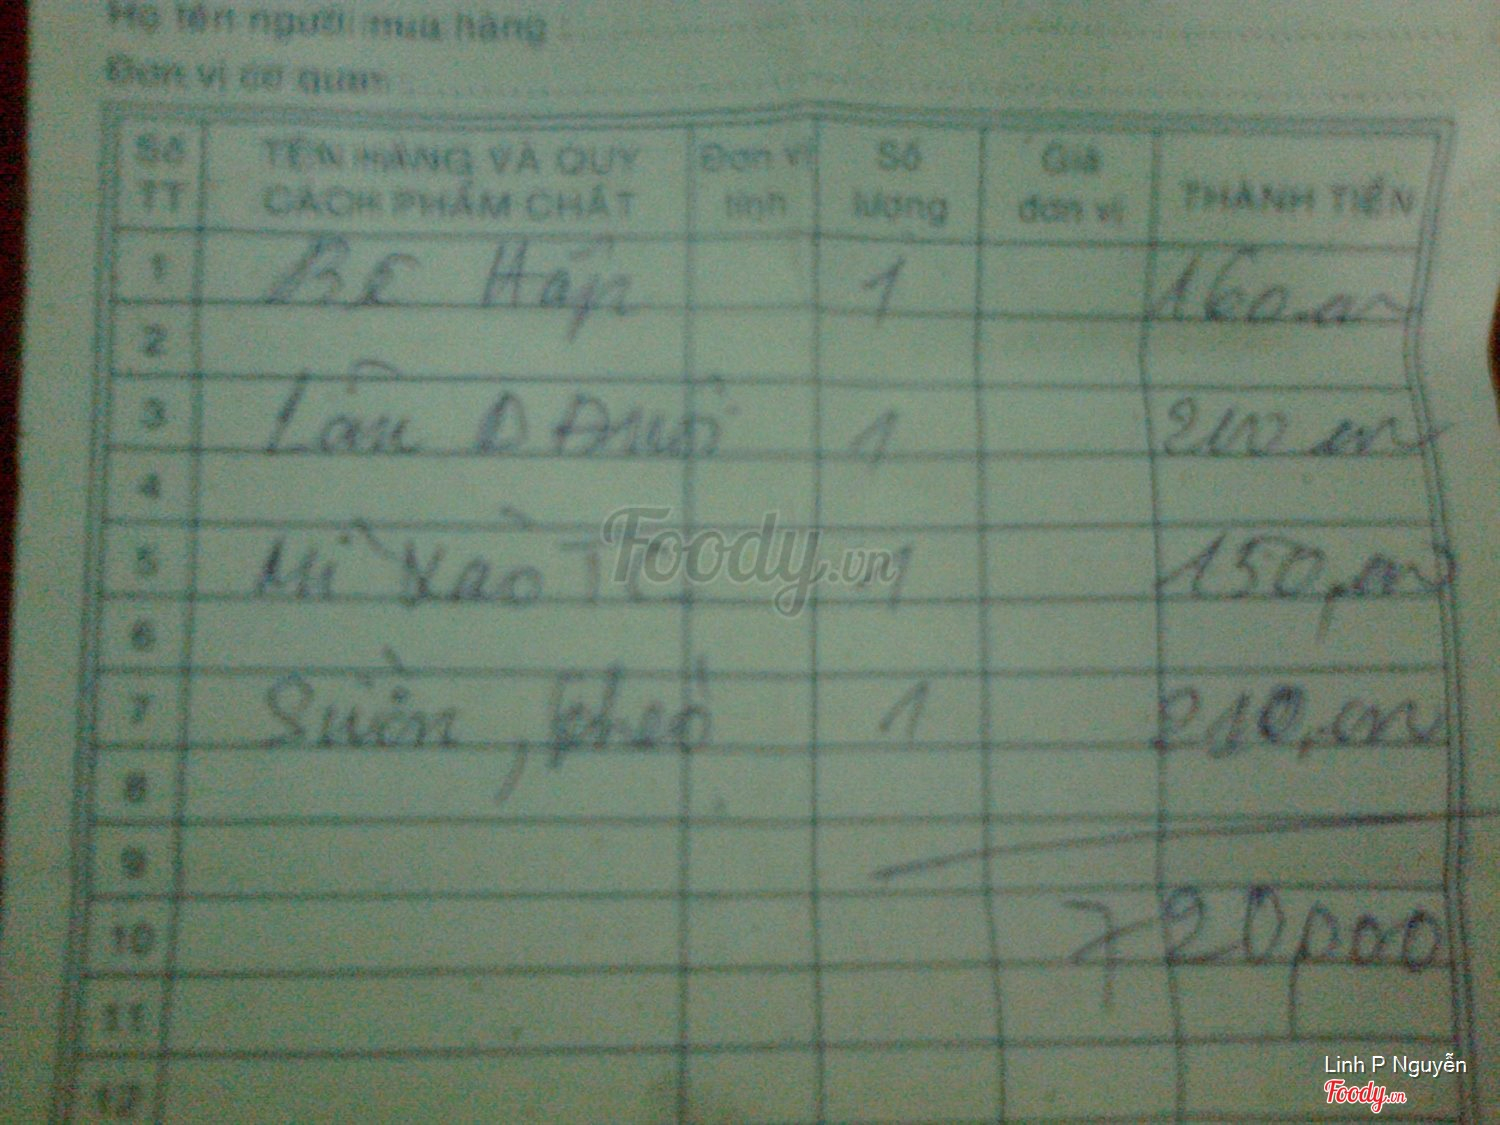 Họ tên người mua hàng
Đơn vị cơ quan
Số TT TÊN HÀNG VÀ QUY CÁCH PHẨM CHẤT Đơn vị tính Số lượng Giá đơn vị THÀNH TIỀN
1 Bê Hấp 1 160.000
2
3 Lẩu 1
4
5 Mì Xào 1 150,000
6
7 Sườn, 1 210,000
8
9
10 720,000
11
12
Foody.vn
Linh P Nguyễn
Foody.vn